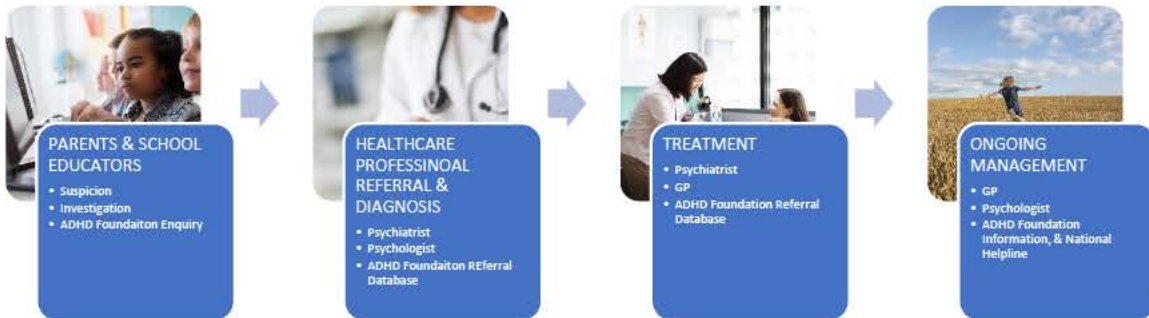 PARENTS & SCHOOL
EDUCATORS
• Suspicion
• Investigation
• ADHD Foundaiton Enquiry
HEALTHCARE
PROFESSINOAL
REFERRAL &
DIAGNOSIS
• Psychiatrist
• Psychologist
• ADHD Foundaiton REferral
Database
TREATMENT
• Psychiatrist
• GP
• ADHD Foundation Referral
Database
ONGOING
MANAGEMENT
• GP
• Psychologist
• ADHD Foundation
Information, & National
Helpline